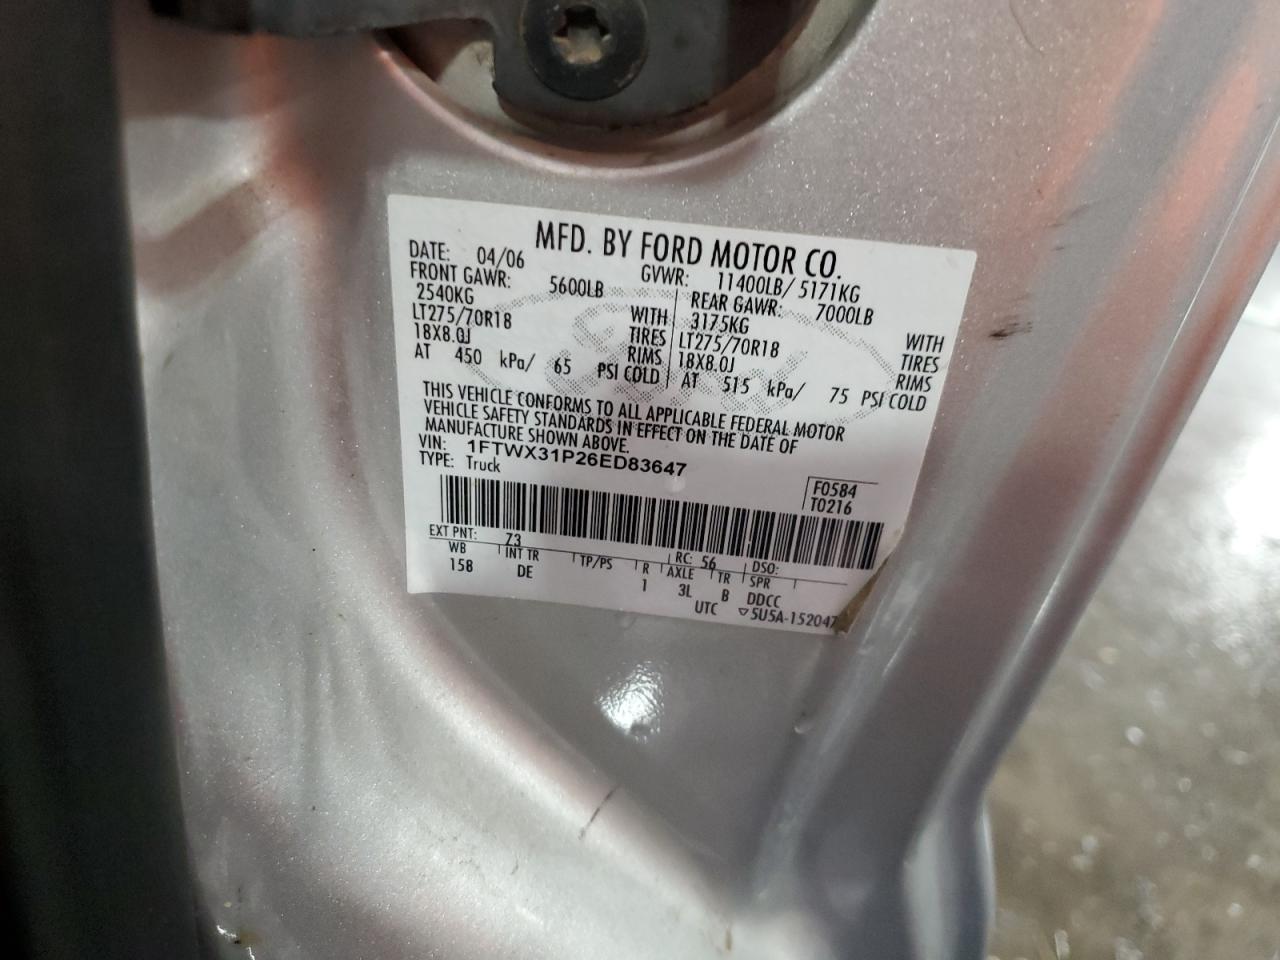 MFD. BY FORD MOTOR CO.
DATE: 04/06 GVWR: 11400LB/ 5171KG
FRONT GAWR: 5600LB REAR GAWR: 7000LB
2540KG WITH 3175KG WITH
LT275/70R18 TIRES LT275/70R18 TIRES
18X8.0J RIMS 18X8.0J RIMS
AT 450 kPa/ 65 PSI COLD AT 515 kPa/ 75 PSI COLD
THIS VEHICLE CONFORMS TO ALL APPLICABLE FEDERAL MOTOR
VEHICLE SAFETY STANDARDS IN EFFECT ON THE DATE OF
MANUFACTURE SHOWN ABOVE.
VIN: 1FTWX31P26ED83647
TYPE: Truck
F0584
T0216
EXT PNT: Z3 RC: 56 DSO:
WB INT TR TP/PS R AXLE TR SPR
158 DE 1 3L B DDCC
UTC ▽5U5A-152047